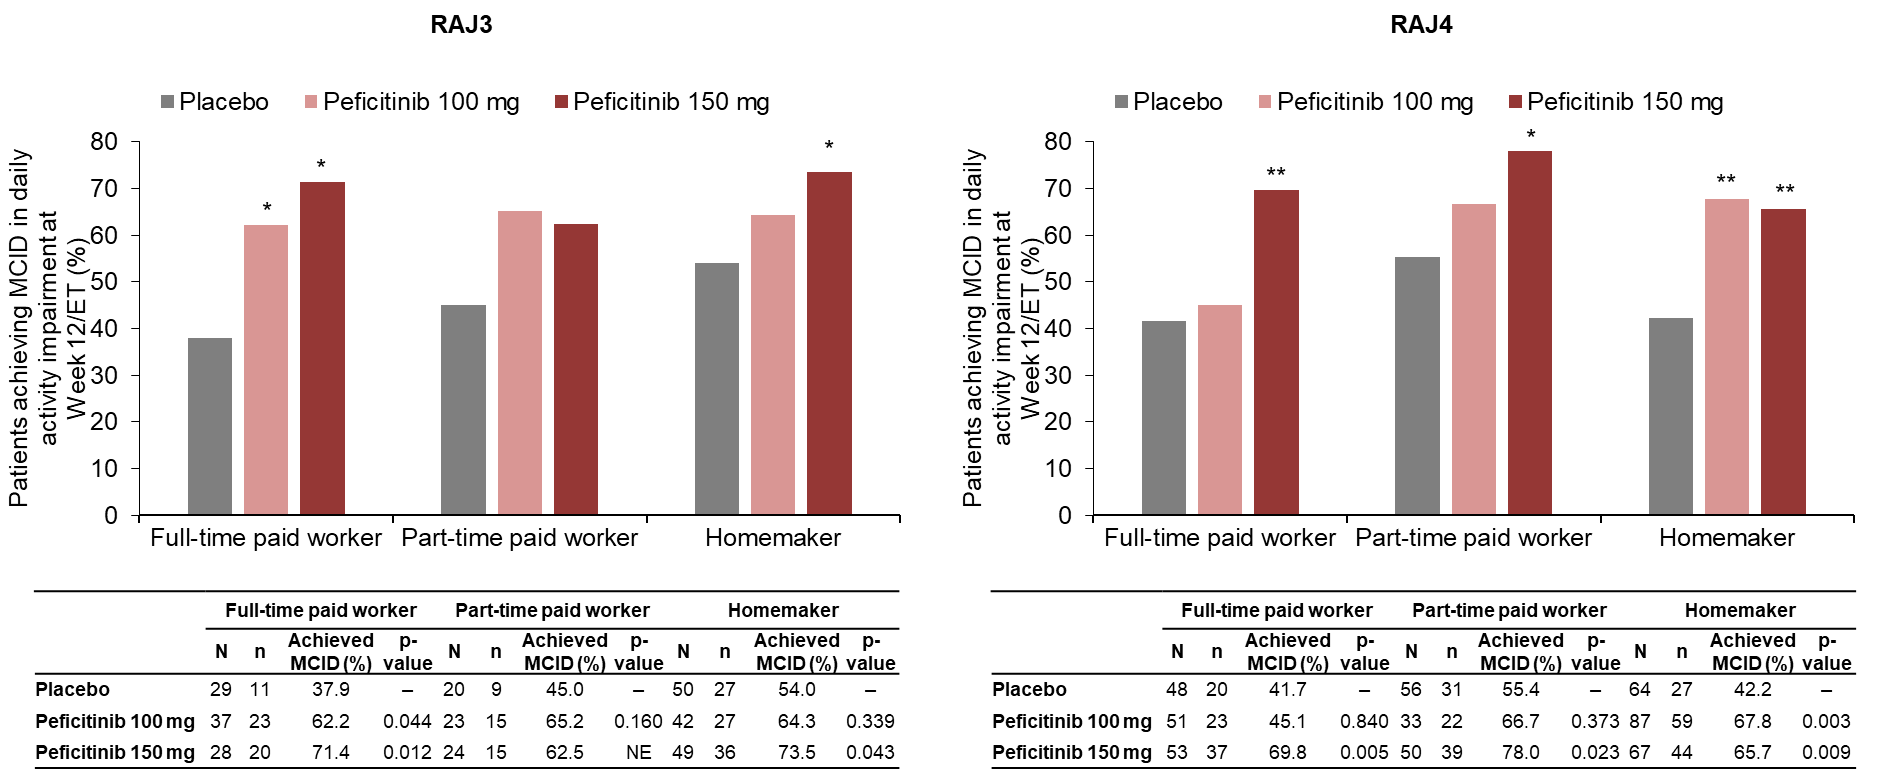 RAJ3
Placebo Peficitinib 100 mg Peficitinib 150 mg
Patients achieving MCID in daily
activity impairment at
Week 12/ET (%)
80
70
60
50
40
30
20
10
0
* * *
Full-time paid worker Part-time paid worker Homemaker
Full-time paid worker Part-time paid worker Homemaker
N n Achieved MCID (%) p-value N n Achieved MCID (%) p-value N n Achieved MCID (%) p-value
Placebo 29 11 37.9 – 20 9 45.0 – 50 27 54.0 –
Peficitinib 100 mg 37 23 62.2 0.044 23 15 65.2 0.160 42 27 64.3 0.339
Peficitinib 150 mg 28 20 71.4 0.012 24 15 62.5 NE 49 36 73.5 0.043
RAJ4
Placebo Peficitinib 100 mg Peficitinib 150 mg
Patients achieving MCID in daily
activity impairment at
Week 12/ET (%)
80
70
60
50
40
30
20
10
0
** * ** **
Full-time paid worker Part-time paid worker Homemaker
Full-time paid worker Part-time paid worker Homemaker
N n Achieved MCID (%) p-value N n Achieved MCID (%) p-value N n Achieved MCID (%) p-value
Placebo 48 20 41.7 – 56 31 55.4 – 64 27 42.2 –
Peficitinib 100 mg 51 23 45.1 0.840 33 22 66.7 0.373 87 59 67.8 0.003
Peficitinib 150 mg 53 37 69.8 0.005 50 39 78.0 0.023 67 44 65.7 0.009